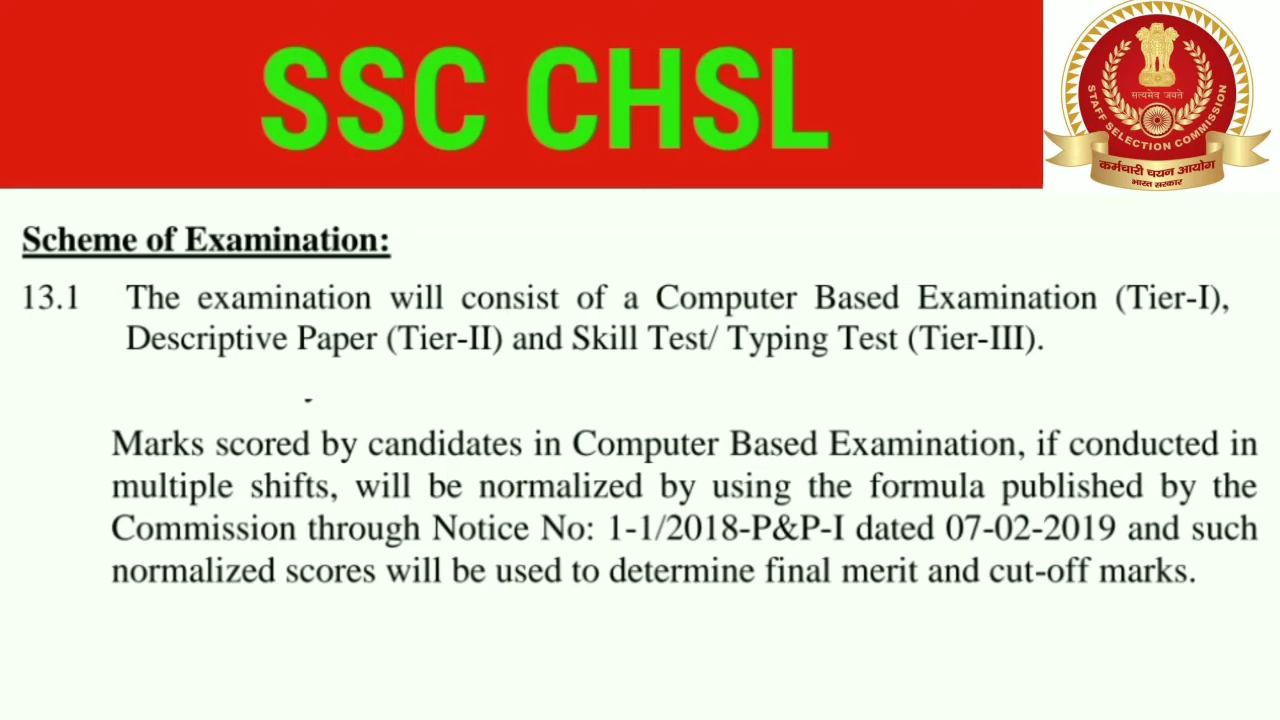 SSC CHSL
सत्यमेव जयते
STAFF SELECTION COMMISSION
कर्मचारी चयन आयोग
भारत सरकार
Scheme of Examination:
13.1 The examination will consist of a Computer Based Examination (Tier-I),
Descriptive Paper (Tier-II) and Skill Test/ Typing Test (Tier-III).
Marks scored by candidates in Computer Based Examination, if conducted in
multiple shifts, will be normalized by using the formula published by the
Commission through Notice No: 1-1/2018-P&P-I dated 07-02-2019 and such
normalized scores will be used to determine final merit and cut-off marks.